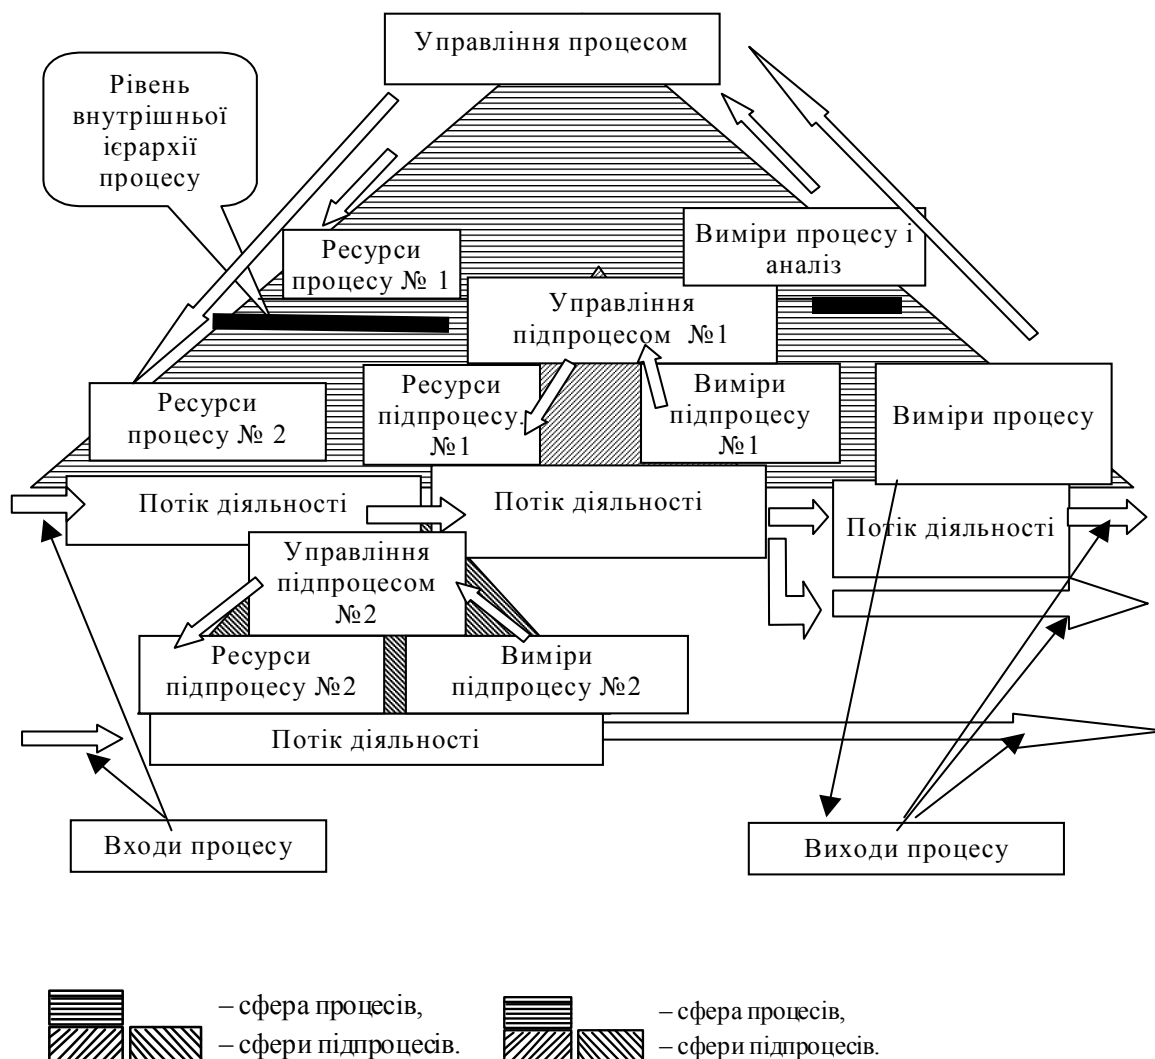 Управління процесом
Рівень
внутрішньої
ієрархії
процесу
Ресурси
процесу № 1
Виміри процесу і
аналіз
Управління
підпроцесом №1
Ресурси
процесу № 2
Ресурси
підпроцесу.
№1
Виміри
підпроцесу
№1
Виміри процесу
Потік діяльності
Потік діяльності
Потік діяльності
Управління
підпроцесом
№2
Ресурси
підпроцесу №2
Виміри
підпроцесу №2
Потік діяльності
Входи процесу
Виходи процесу
– сфера процесів,
– сфери підпроцесів.
– сфера процесів,
– сфери підпроцесів.